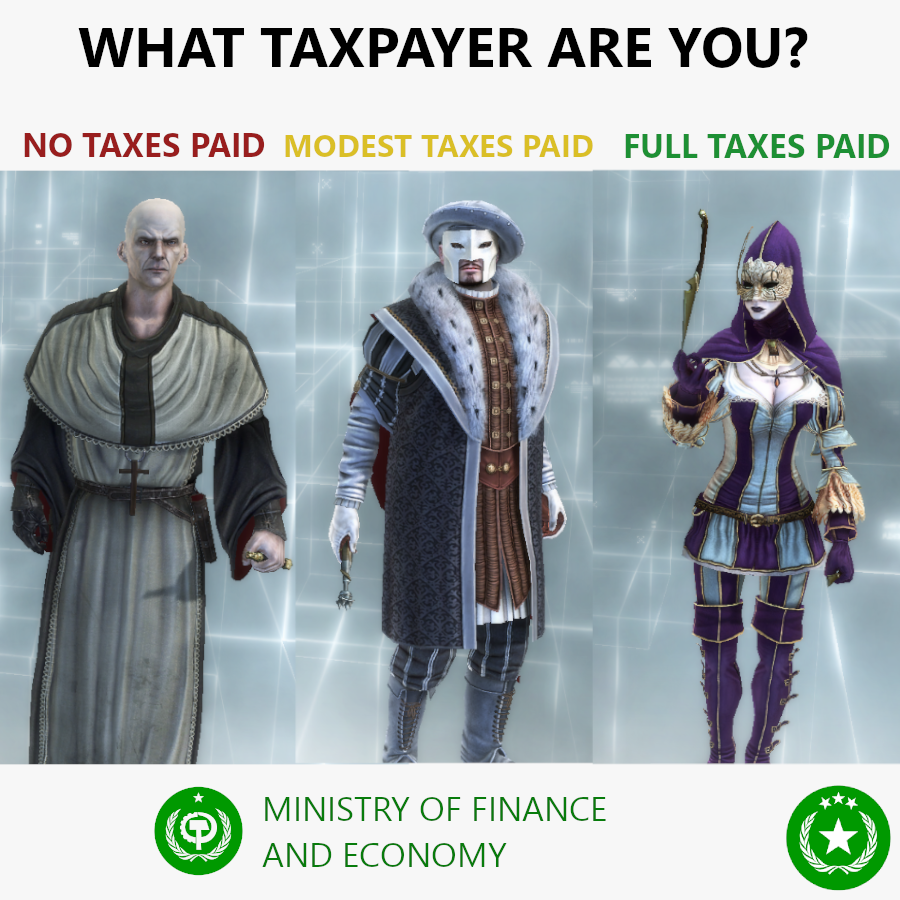 WHAT TAXPAYER ARE YOU?
NO TAXES PAID
MODEST TAXES PAID
FULL TAXES PAID
MINISTRY OF FINANCE
AND ECONOMY